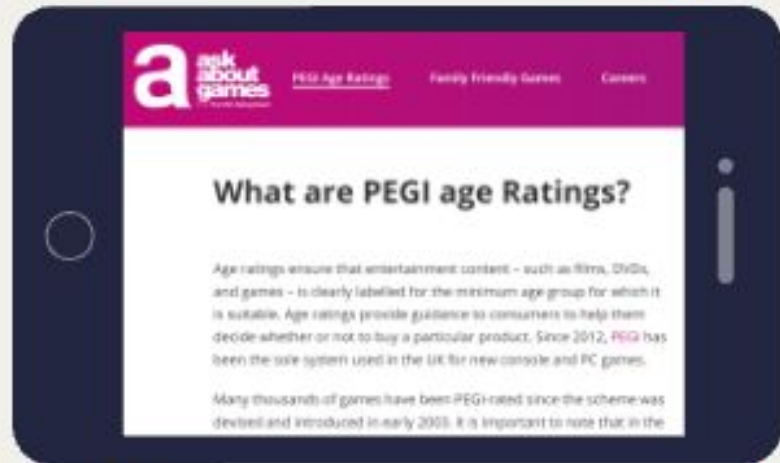 a
ask
about
games
PEGI Age Ratings
Family Friendly Games
Careers
What are PEGI age Ratings?
Age ratings ensure that entertainment content – such as films, DVDs,
and games – is clearly labelled for the minimum age group for which it
is suitable. Age ratings provide guidance to consumers to help them
decide whether or not to buy a particular product. Since 2012, PEGI has
been the sole system used in the UK for new console and PC games.
Many thousands of games have been PEGI-rated since the scheme was
devised and introduced in early 2003. It is important to note that in the